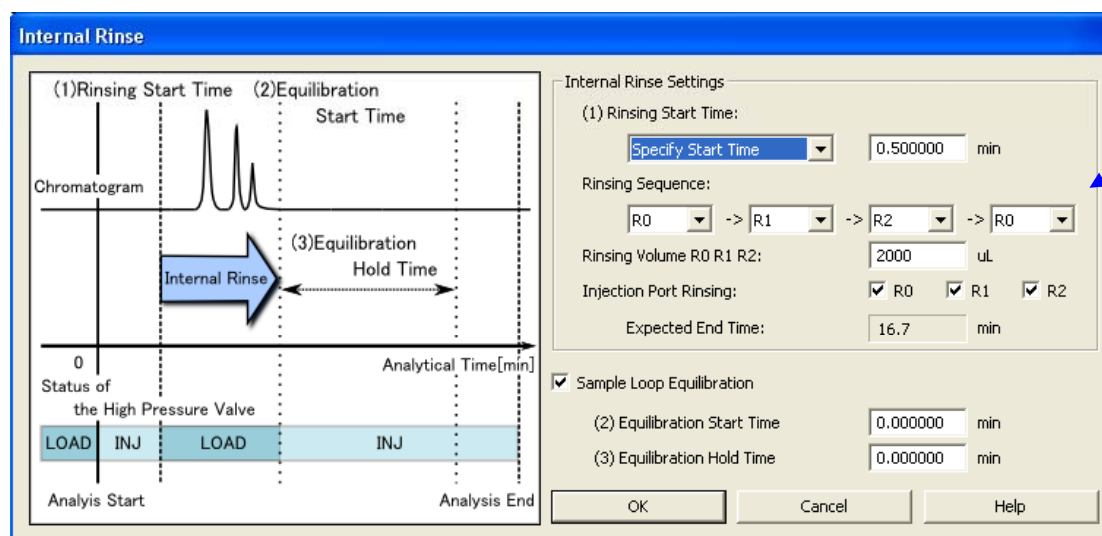 Internal Rinse
(1)Rinsing Start Time (2)Equilibration
Start Time
Chromatogram
(3)Equilibration
Hold Time
Internal Rinse
0
Analytical Time[min]
Status of
the High Pressure Valve
LOAD INJ LOAD INJ
Analyis Start Analysis End
Internal Rinse Settings
(1) Rinsing Start Time:
Specify Start Time 0.500000 min
Rinsing Sequence:
R0 -> R1 -> R2 -> R0
Rinsing Volume R0 R1 R2: 2000 uL
Injection Port Rinsing: R0 R1 R2
Expected End Time: 16.7 min
Sample Loop Equilibration
(2) Equilibration Start Time 0.000000 min
(3) Equilibration Hold Time 0.000000 min
OK Cancel Help